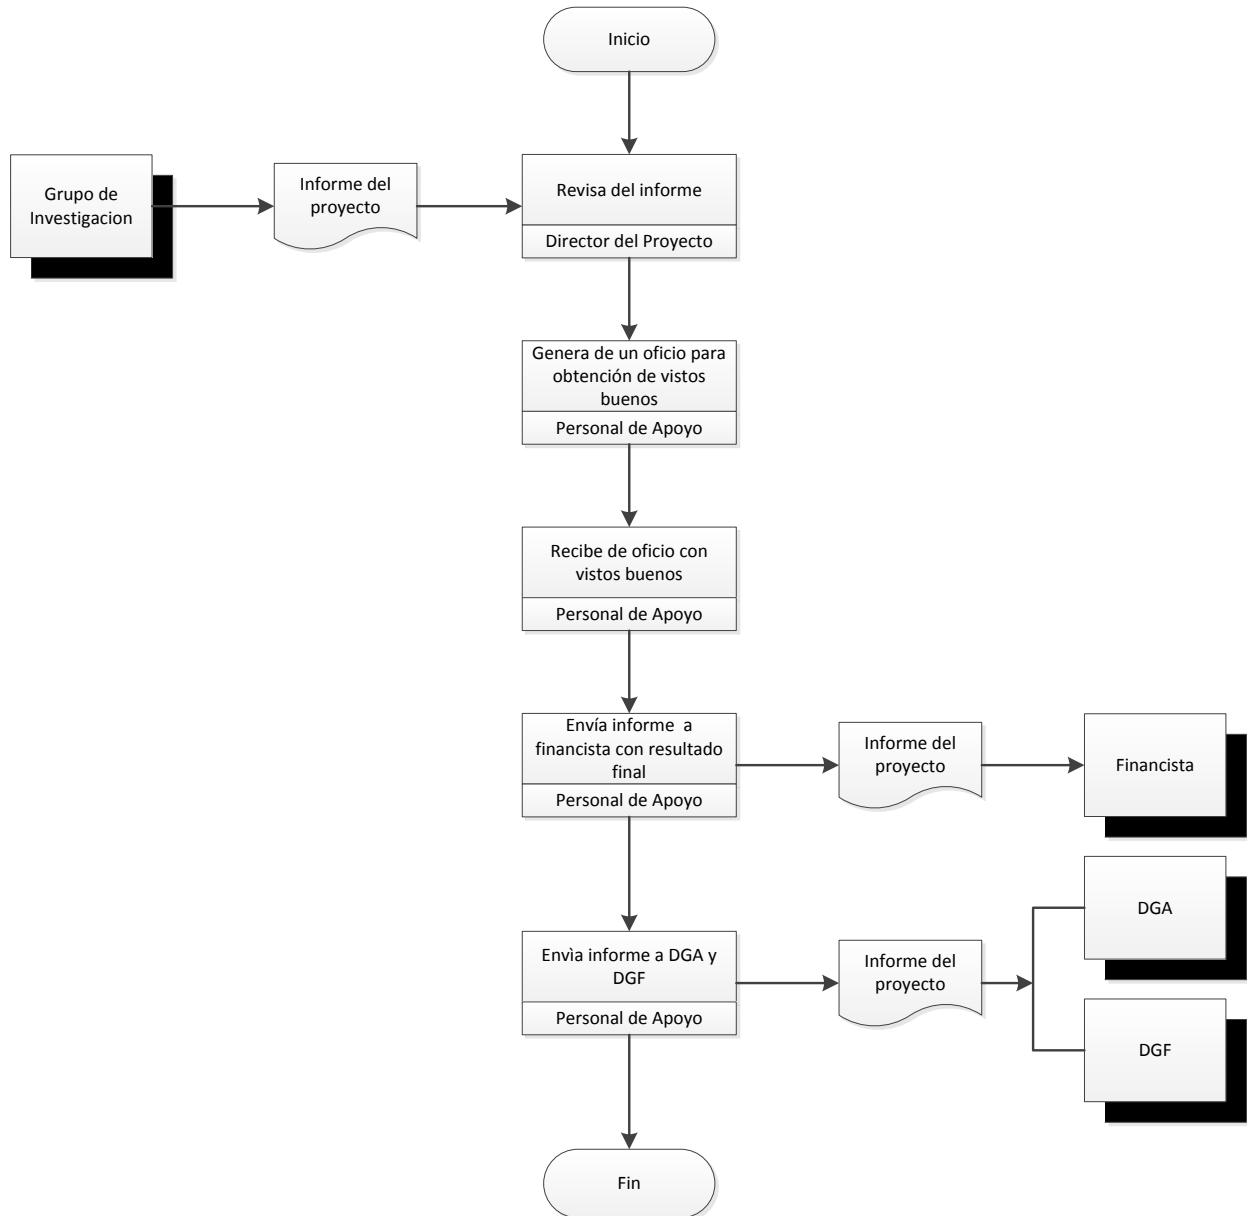 Inicio
Grupo de
Investigacion
Informe del
proyecto
Revisa del informe
Director del Proyecto
Genera de un oficio para
obtención de vistos
buenos
Personal de Apoyo
Recibe de oficio con
vistos buenos
Personal de Apoyo
Envía informe  a
financista con resultado
final
Personal de Apoyo
Informe del
proyecto
Financista
Envìa informe a DGA y
DGF
Personal de Apoyo
Informe del
proyecto
DGA
DGF
Fin